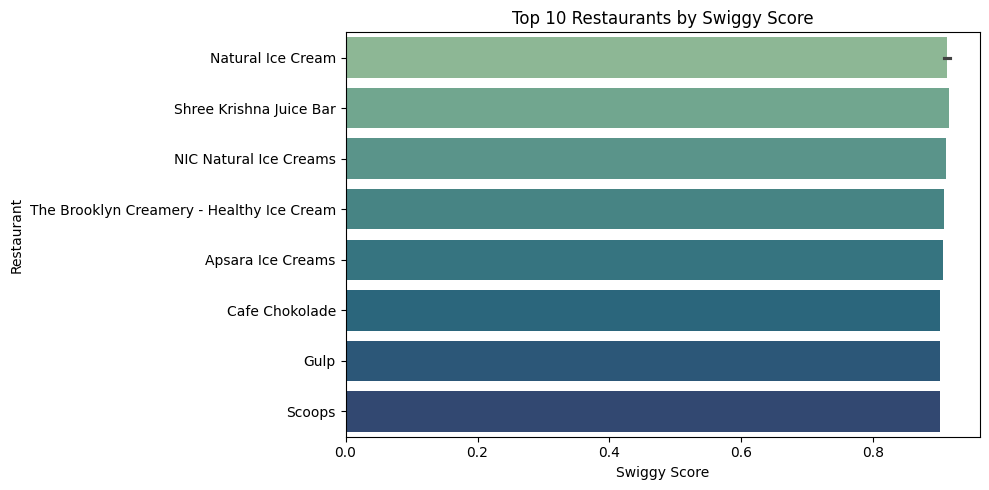 Top 10 Restaurants by Swiggy Score
Restaurant
Natural Ice Cream
Shree Krishna Juice Bar
NIC Natural Ice Creams
The Brooklyn Creamery - Healthy Ice Cream
Apsara Ice Creams
Cafe Chokolade
Gulp
Scoops
0.0 0.2 0.4 0.6 0.8
Swiggy Score